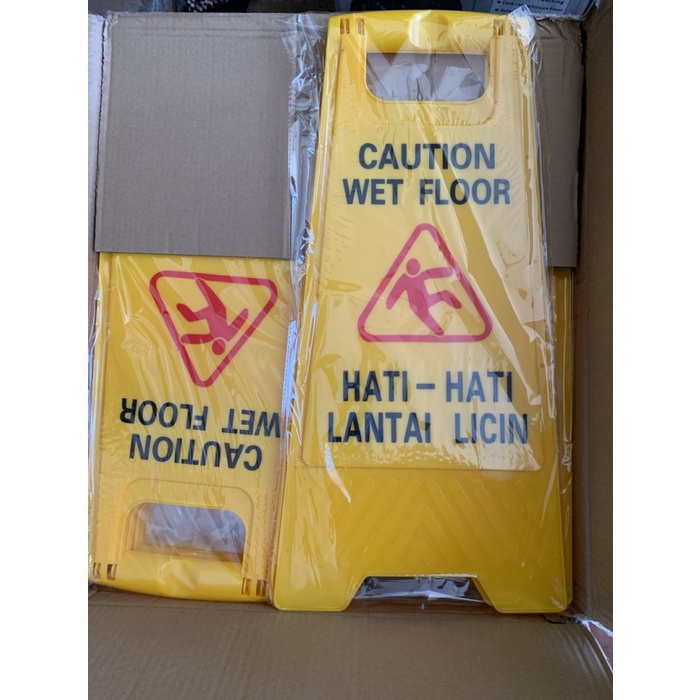 CAUTION
WET FLOOR
HATI-HATI
LANTAI LICIN
CAUTION
WET FLOOR